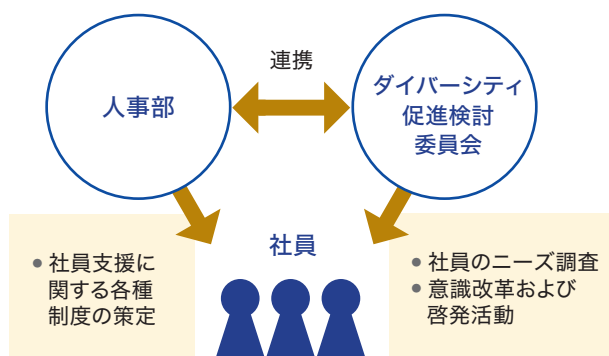 連携
人事部
ダイバーシティ
促進検討
委員会
社員
● 社員支援に
関する各種
制度の策定
● 社員のニーズ調査
● 意識改革および
啓発活動